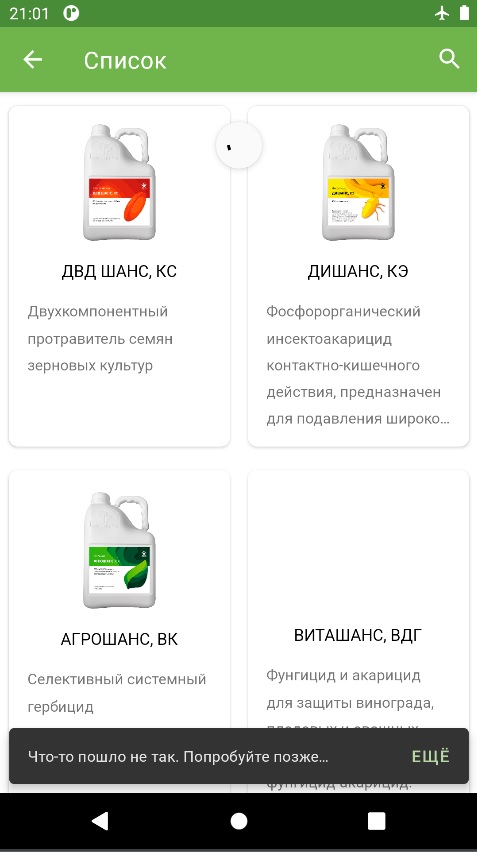 21:01
Список
ДВД ШАНС, КС
Двухкомпонентный
протравитель семян
зерновых культур
ДИШАНС, КЭ
Фосфорорганический
инсектоакарицид
контактно-кишечного
действия, предназначен
для подавления широко…
АГРОШАНС, ВК
Селективный системный
гербицид
ВИТАШАНС, ВДГ
Фунгицид и акарицид
для защиты винограда,
Что-то пошло не так. Попробуйте позже…
ЕЩЁ
фунгицид акарицид.